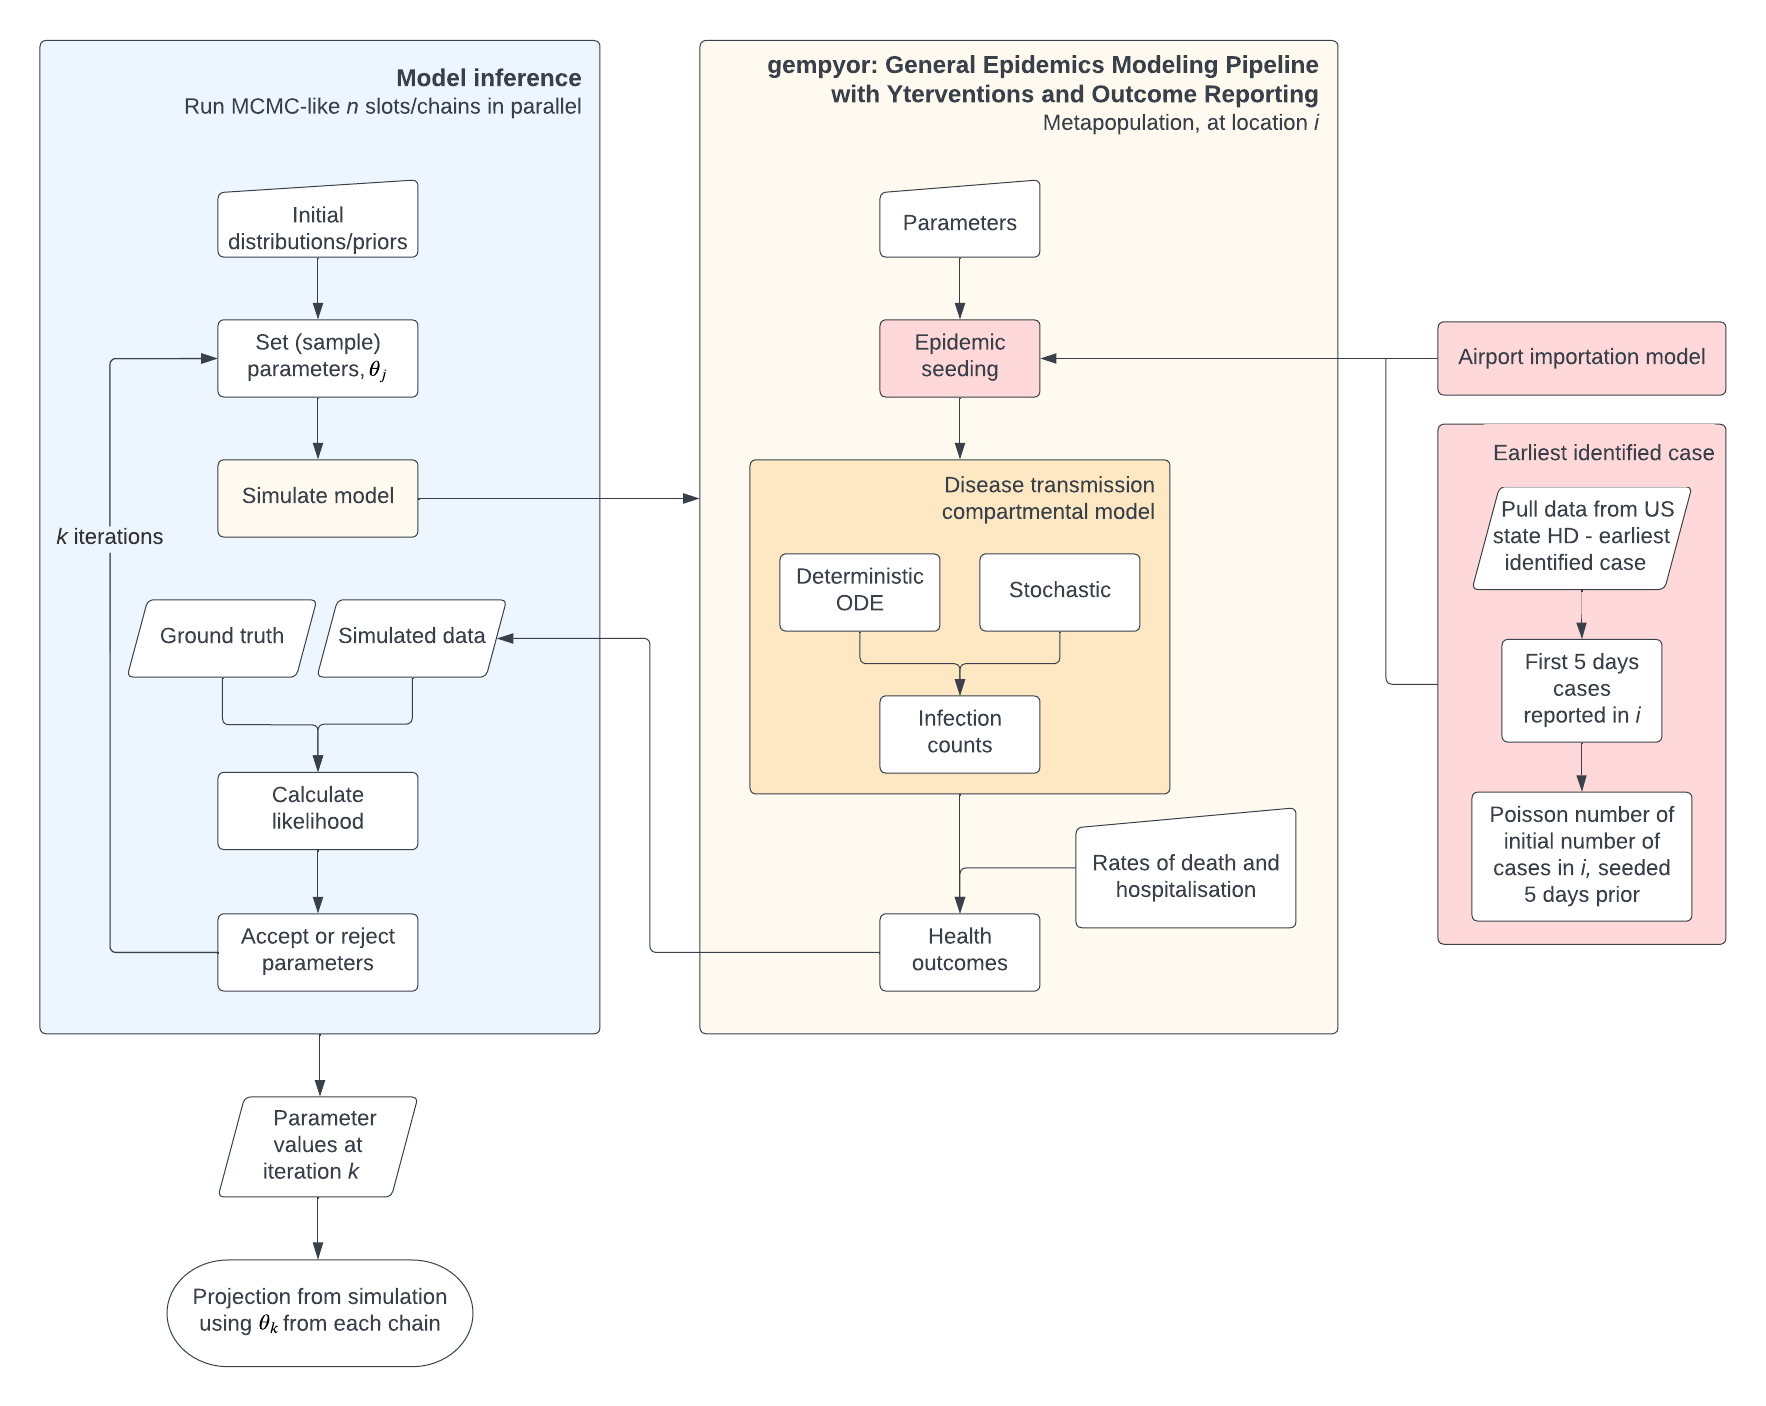 Model inference
Run MCMC-like n slots/chains in parallel
Initial
distributions/priors
Set (sample)
parameters, θj
Simulate model
k iterations
Ground truth
Simulated data
Calculate
likelihood
Accept or reject
parameters
Parameter
values at
iteration k
Projection from simulation
using θk from each chain
gempyor: General Epidemics Modeling Pipeline
with Yterventions and Outcome Reporting
Metapopulation, at location i
Parameters
Epidemic
seeding
Disease transmission
compartmental model
Deterministic
ODE
Stochastic
Infection
counts
Rates of death and
hospitalisation
Health
outcomes
Airport importation model
Earliest identified case
Pull data from US
state HD - earliest
identified case
First 5 days
cases
reported in i
Poisson number of
initial number of
cases in i, seeded
5 days prior